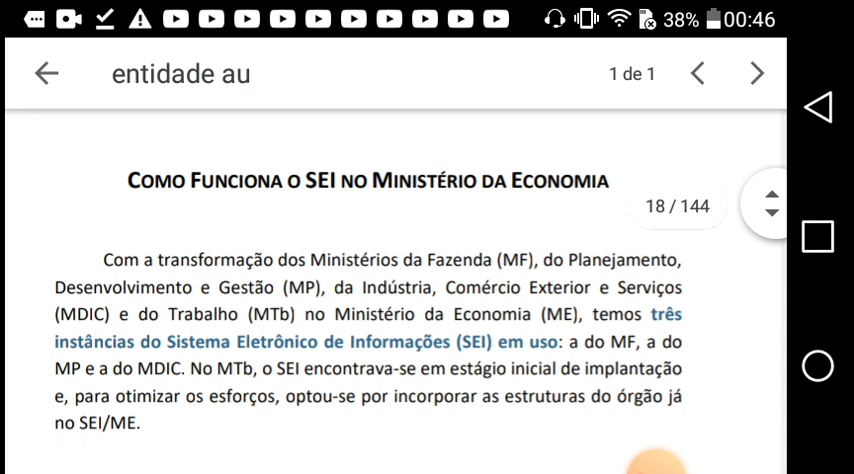 38% 00:46
entidade au 1 de 1
COMO FUNCIONA O SEI NO MINISTÉRIO DA ECONOMIA
18 / 144
Com a transformação dos Ministérios da Fazenda (MF), do Planejamento,
Desenvolvimento e Gestão (MP), da Indústria, Comércio Exterior e Serviços
(MDIC) e do Trabalho (MTb) no Ministério da Economia (ME), temos três
instâncias do Sistema Eletrônico de Informações (SEI) em uso: a do MF, a do
MP e a do MDIC. No MTb, o SEI encontrava-se em estágio inicial de implantação
e, para otimizar os esforços, optou-se por incorporar as estruturas do órgão já
no SEI/ME.